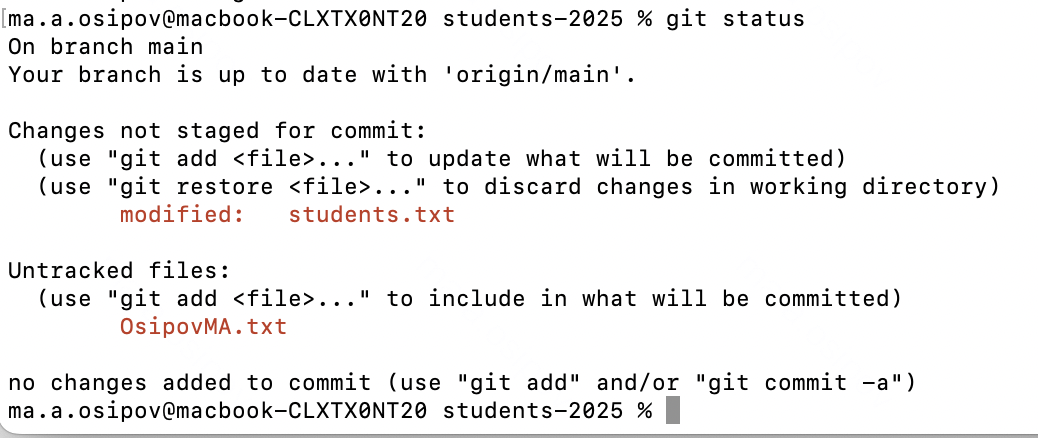 [ma.a.osipov@macbook-CLXTX0NT20 students-2025 % git status
On branch main
Your branch is up to date with 'origin/main'.
Changes not staged for commit:
(use "git add <file>..." to update what will be committed)
(use "git restore <file>..." to discard changes in working directory)
modified: students.txt
Untracked files:
(use "git add <file>..." to include in what will be committed)
OsipovMA.txt
no changes added to commit (use "git add" and/or "git commit -a")
ma.a.osipov@macbook-CLXTX0NT20 students-2025 %